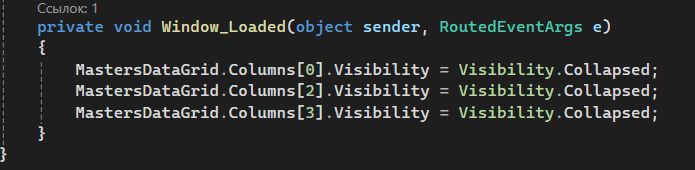 Ссылок: 1
private void Window_Loaded(object sender, RoutedEventArgs e)
{
MastersDataGrid.Columns[0].Visibility = Visibility.Collapsed;
MastersDataGrid.Columns[2].Visibility = Visibility.Collapsed;
MastersDataGrid.Columns[3].Visibility = Visibility.Collapsed;
}
}